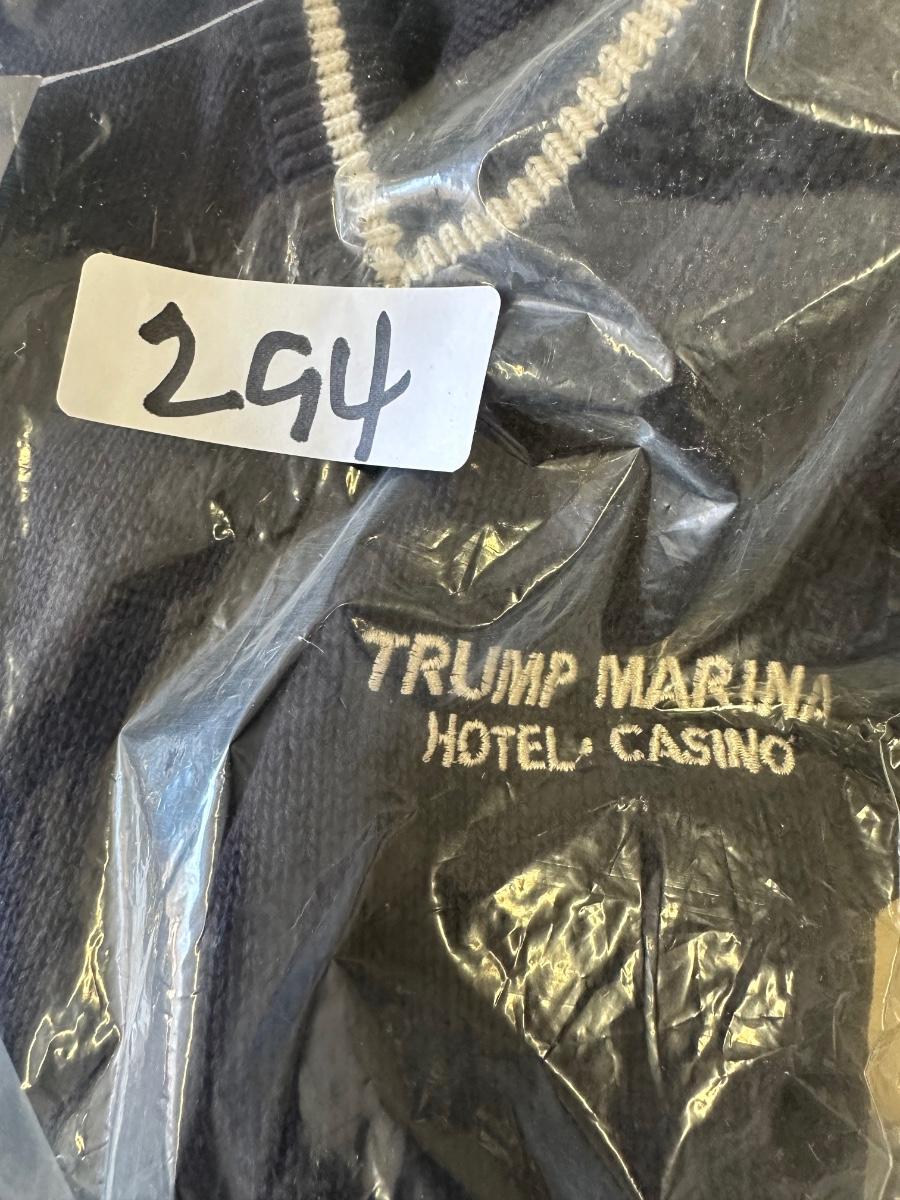 294
TRUMP MARINA
HOTEL · CASINO